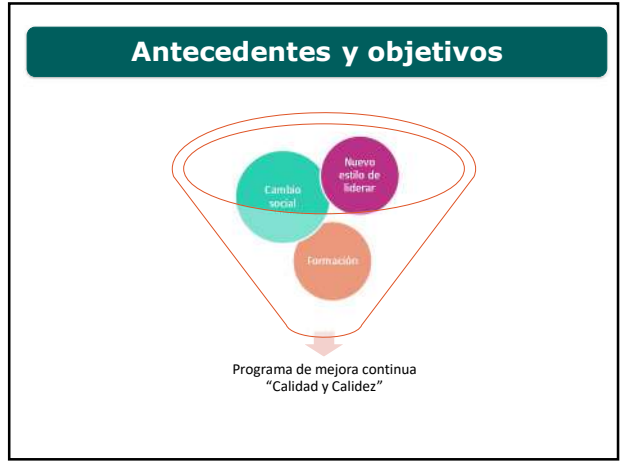 Antecedentes y objetivos
Nuevo
estilo de
liderar
Cambio
social
Formación
Programa de mejora continua
“Calidad y Calidez”